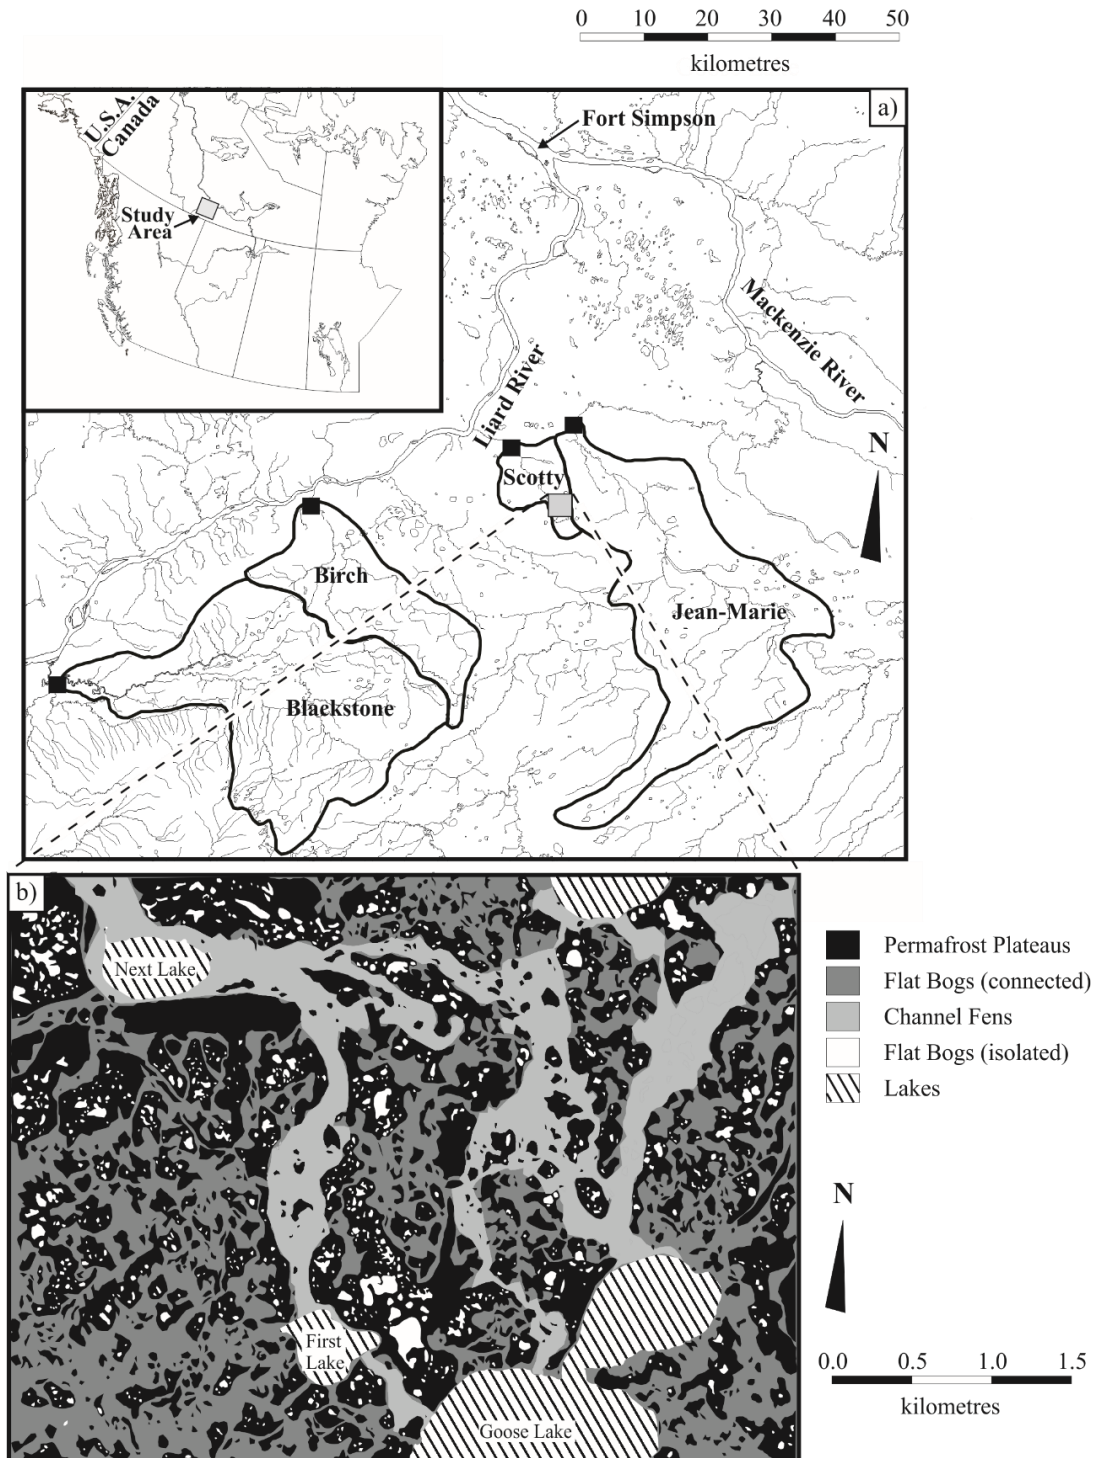 0 10 20 30 40 50
kilometres
a)
U.S.A.
Canada
Study
Area
Fort Simpson
Mackenzie River
Liard River
N
Scotty
Birch
Jean-Marie
Blackstone
b)
Next Lake
First
Lake
Goose Lake
Permafrost Plateaus
Flat Bogs (connected)
Channel Fens
Flat Bogs (isolated)
Lakes
N
0.0 0.5 1.0 1.5
kilometres